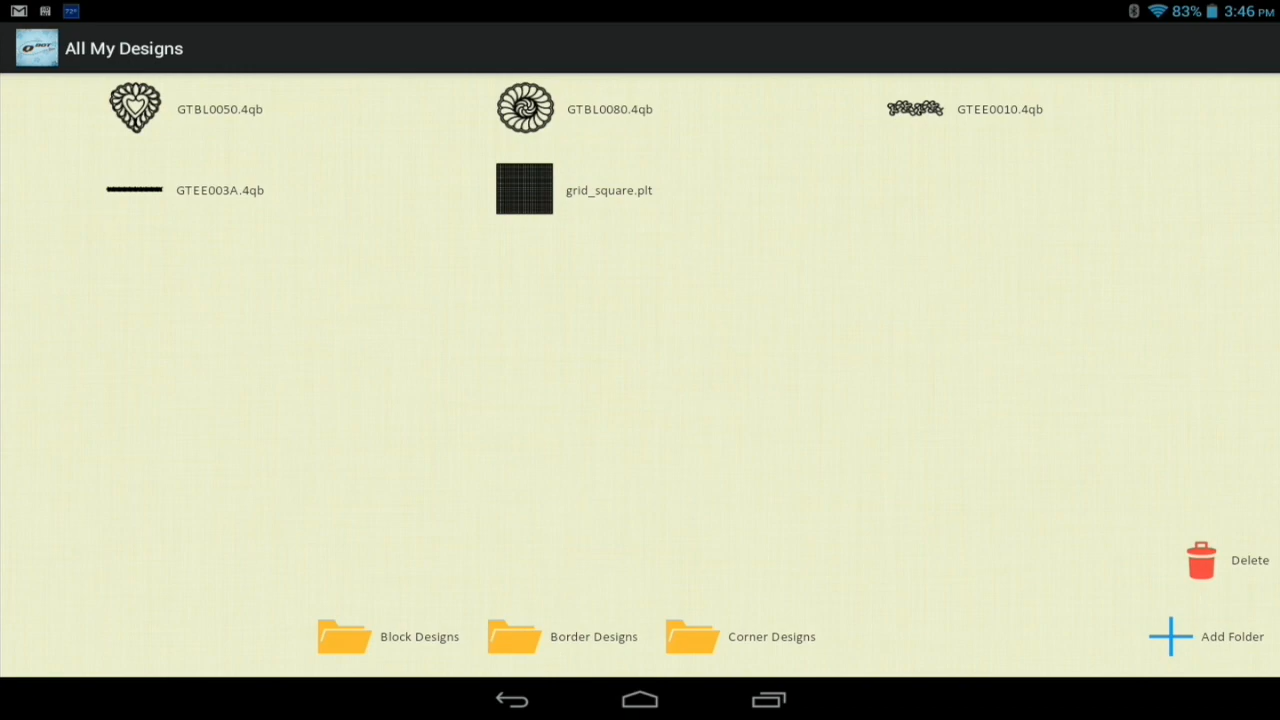 72°
83%
3:46 PM
All My Designs
GTBL0050.4qb
GTBL0080.4qb
GTEE0010.4qb
GTEE003A.4qb
grid_square.plt
Delete
Block Designs
Border Designs
Corner Designs
Add Folder